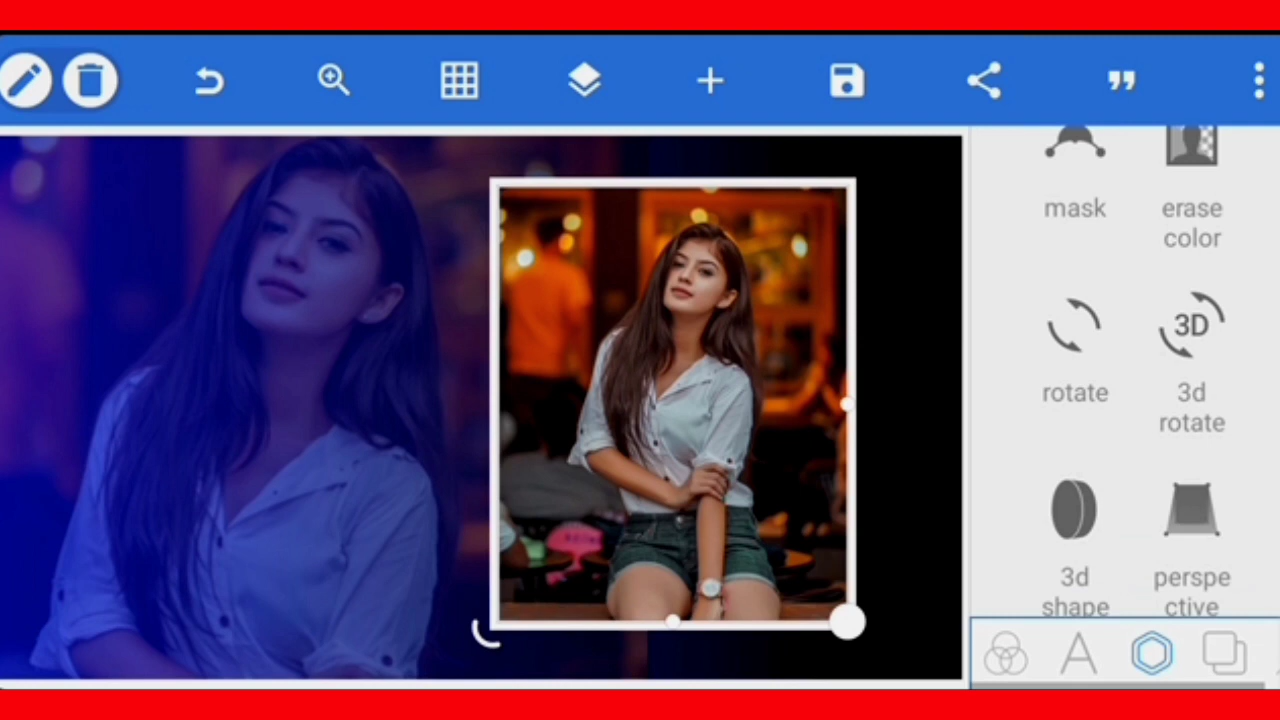 mask
erase
color
rotate
3D
3d
rotate
3d
shape
perspe
ctive
A